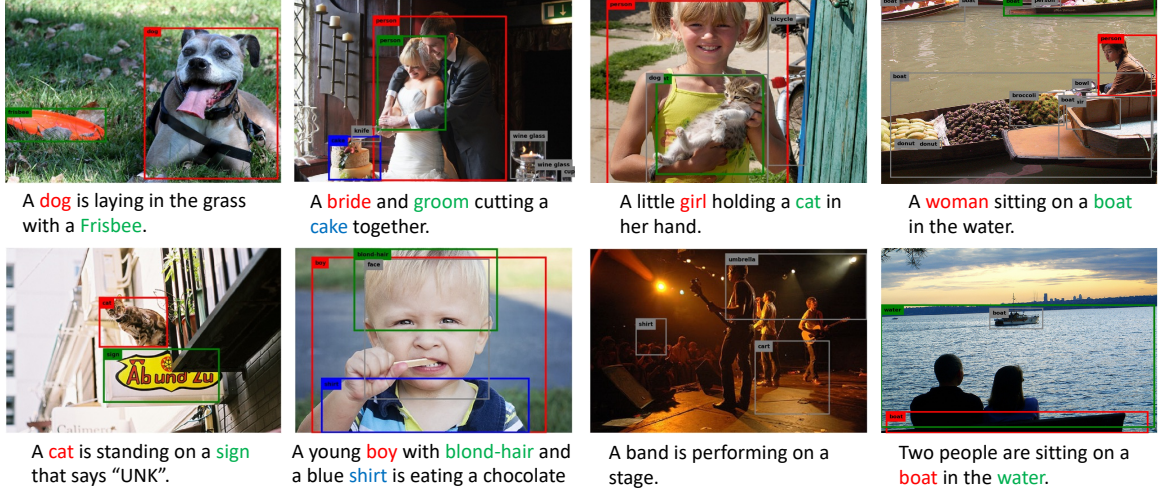 dog
frisbee
person
person
knife
wine glass
wine glass
cup
bicycle
dog
boat
boat
boat
person
person
boat
bowl
broccoli
boat
donut
donut
A dog is laying in the grass
with a Frisbee.
A bride and groom cutting a
cake together.
A little girl holding a cat in
her hand.
A woman sitting on a boat
in the water.
cat
sign
Ab und Zu
Calimero
blond-hair
boy
face
shirt
umbrella
shirt
cart
water
boat
boat
A cat is standing on a sign
that says “UNK”.
A young boy with blond-hair and
a blue shirt is eating a chocolate
A band is performing on a
stage.
Two people are sitting on a
boat in the water.